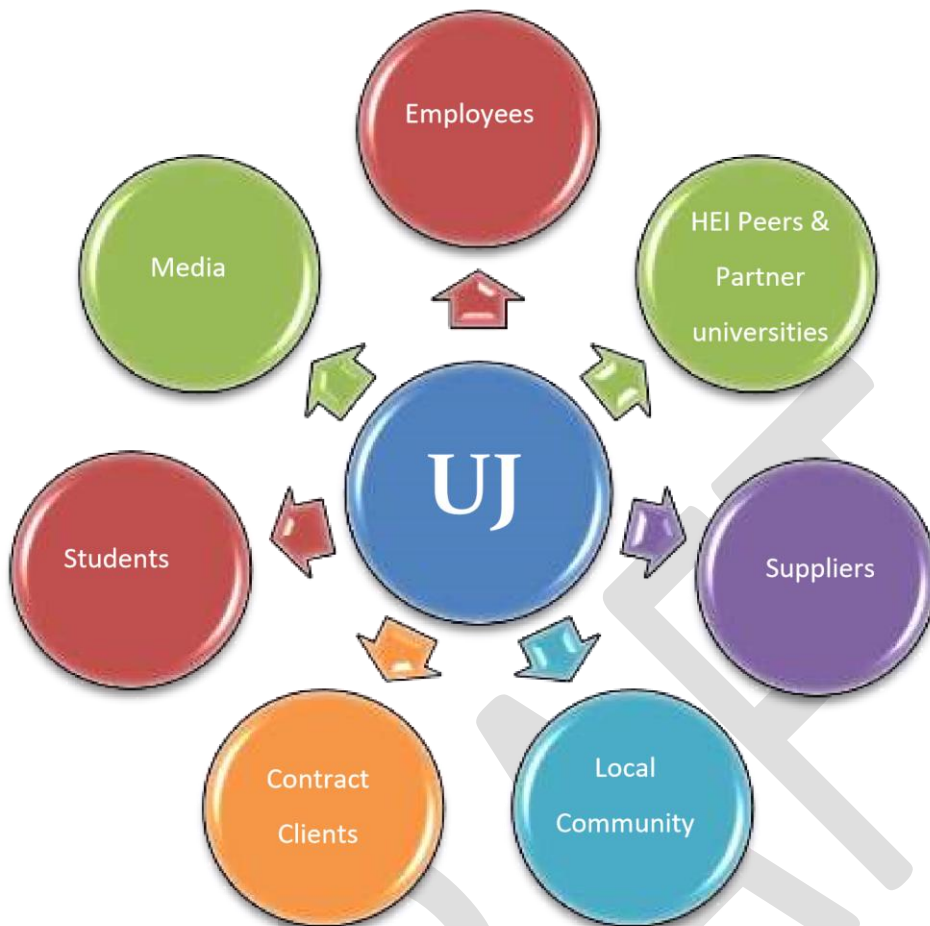 Employees
HEI Peers &
Partner
universities
Media
UJ
Students
Suppliers
Contract
Clients
Local
Community